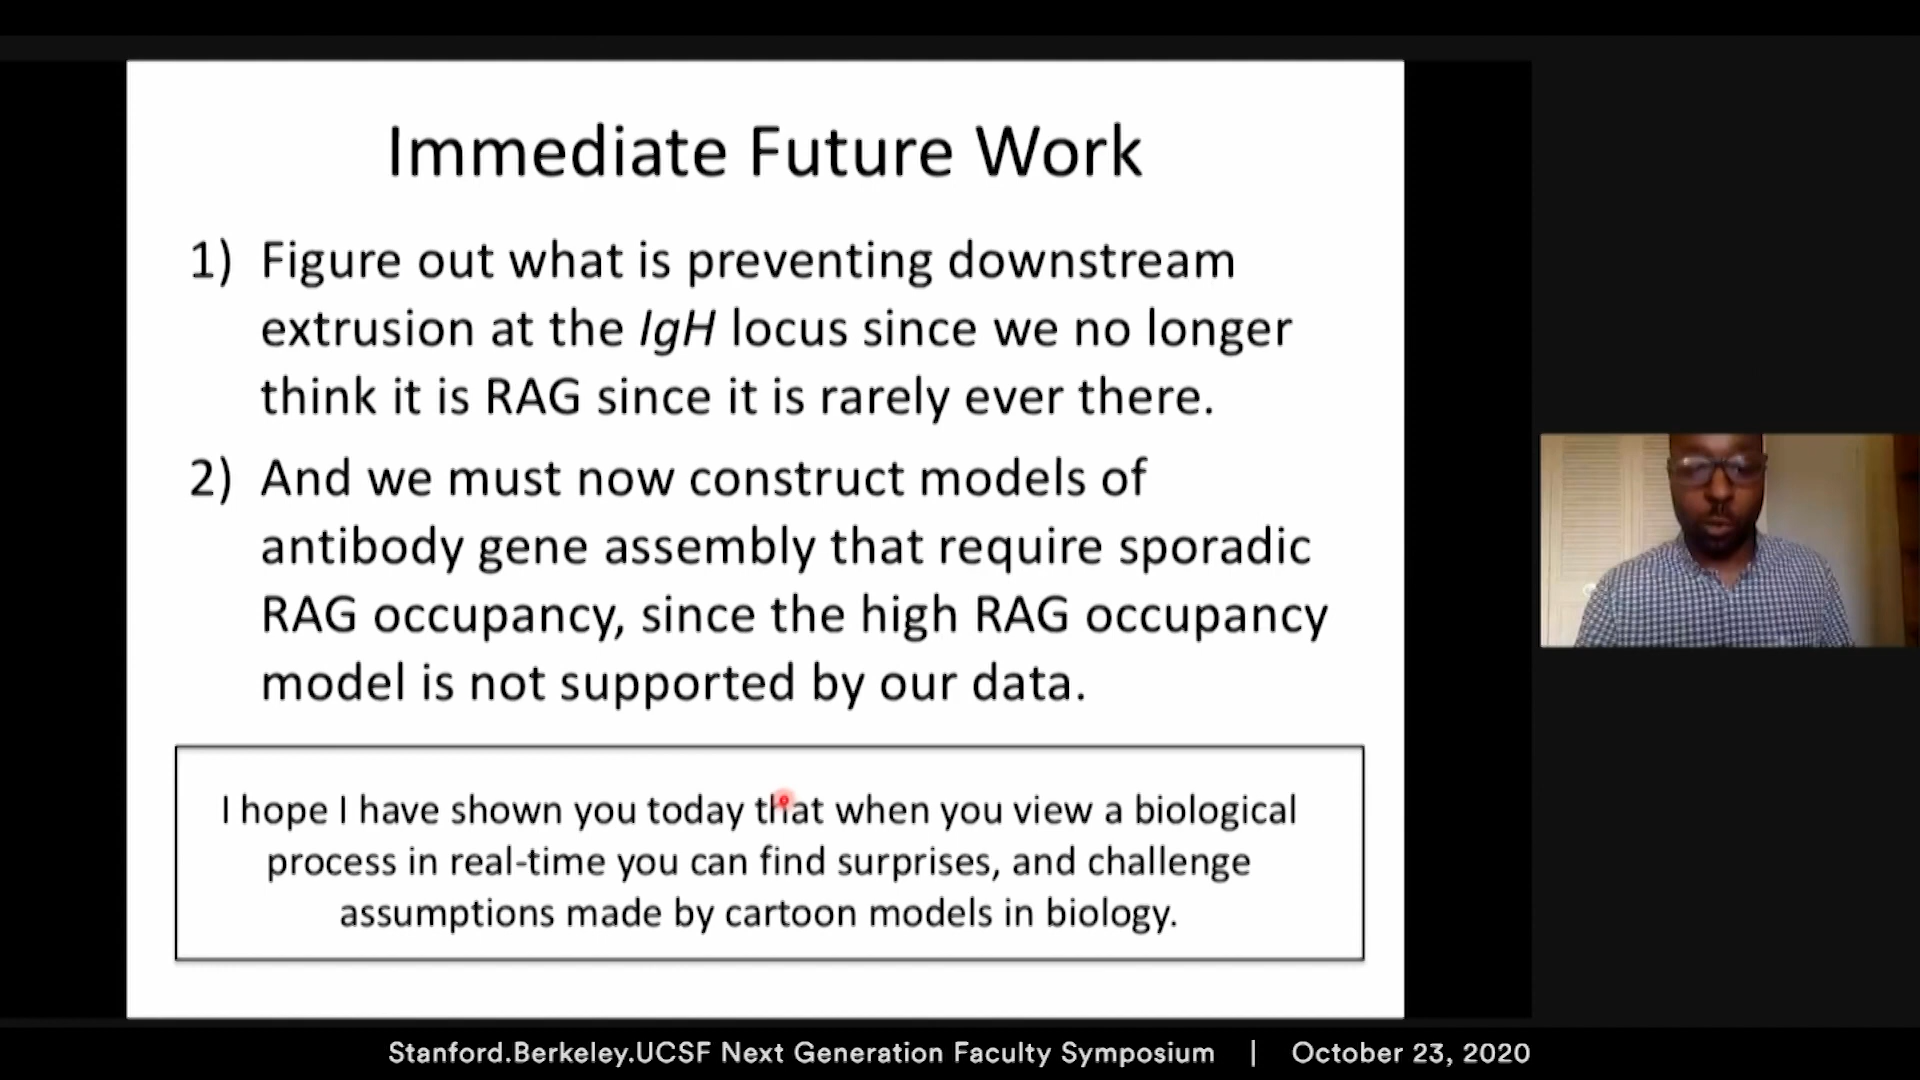 Immediate Future Work
1) Figure out what is preventing downstream
extrusion at the IgH locus since we no longer
think it is RAG since it is rarely ever there.
2) And we must now construct models of
antibody gene assembly that require sporadic
RAG occupancy, since the high RAG occupancy
model is not supported by our data.
I hope I have shown you today that when you view a biological
process in real-time you can find surprises, and challenge
assumptions made by cartoon models in biology.
Stanford.Berkeley.UCSF Next Generation Faculty Symposium | October 23, 2020